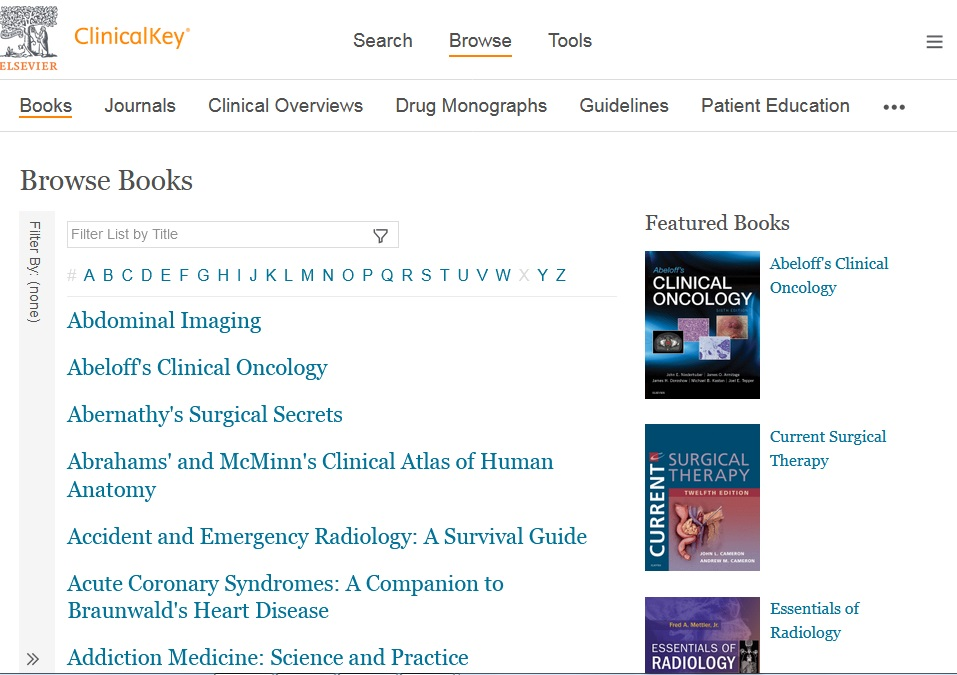 ELSEVIER
ClinicalKey®
Search Browse Tools
Books Journals Clinical Overviews Drug Monographs Guidelines Patient Education •••
Browse Books
Filter By: (none)
Filter List by Title
# A B C D E F G H I J K L M N O P Q R S T U V W X Y Z
Abdominal Imaging
Abeloff's Clinical Oncology
Abernathy's Surgical Secrets
Abrahams' and McMinn's Clinical Atlas of Human
Anatomy
Accident and Emergency Radiology: A Survival Guide
Acute Coronary Syndromes: A Companion to
Braunwald's Heart Disease
Addiction Medicine: Science and Practice
Featured Books
Abeloff's
CLINICAL
ONCOLOGY
SIXTH EDITION
John E. Niederhuber | James O. Armitage
James H. Doroshow | Michael B. Kastan | Joel E. Tepper
Abeloff's Clinical
Oncology
CURRENT
SURGICAL
THERAPY
TWELFTH EDITION
JOHN L. CAMERON
ANDREW M. CAMERON
Current Surgical
Therapy
Fred A. Mettler, Jr.
ESSENTIALS OF
RADIOLOGY
Essentials of
Radiology